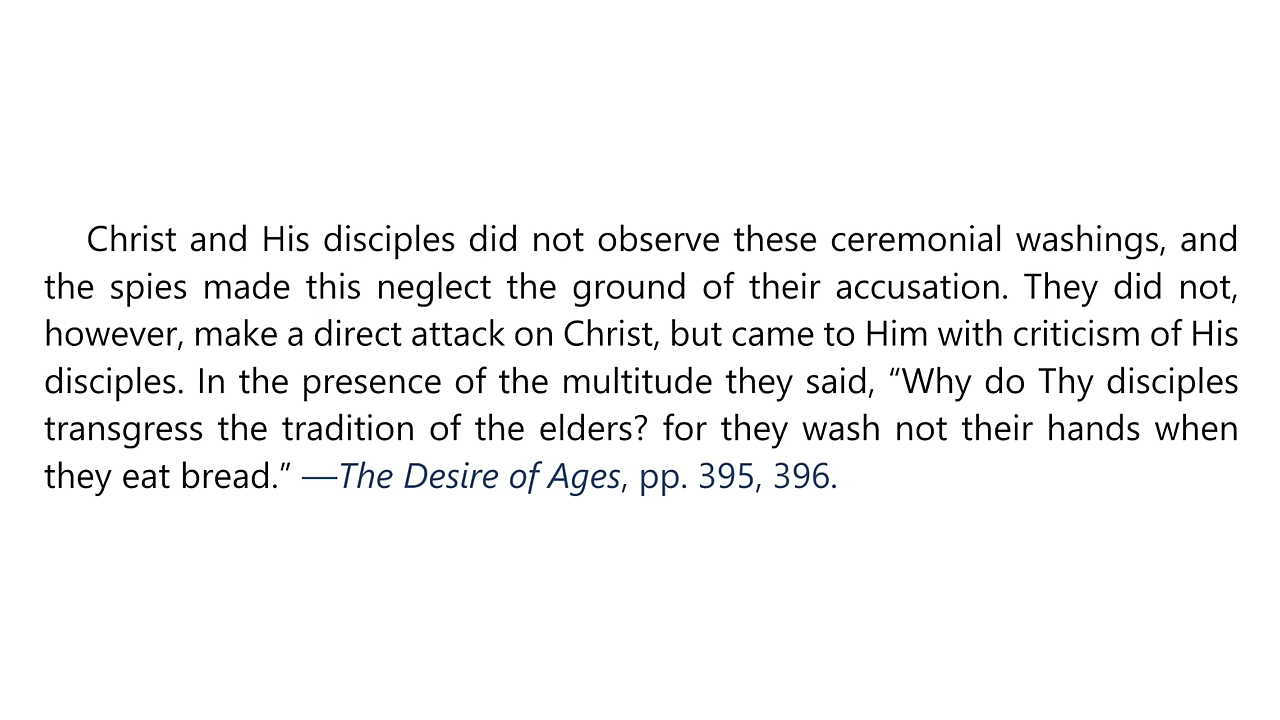 Christ and His disciples did not observe these ceremonial washings, and
the spies made this neglect the ground of their accusation. They did not,
however, make a direct attack on Christ, but came to Him with criticism of His
disciples. In the presence of the multitude they said, “Why do Thy disciples
transgress the tradition of the elders? for they wash not their hands when
they eat bread.” —The Desire of Ages, pp. 395, 396.